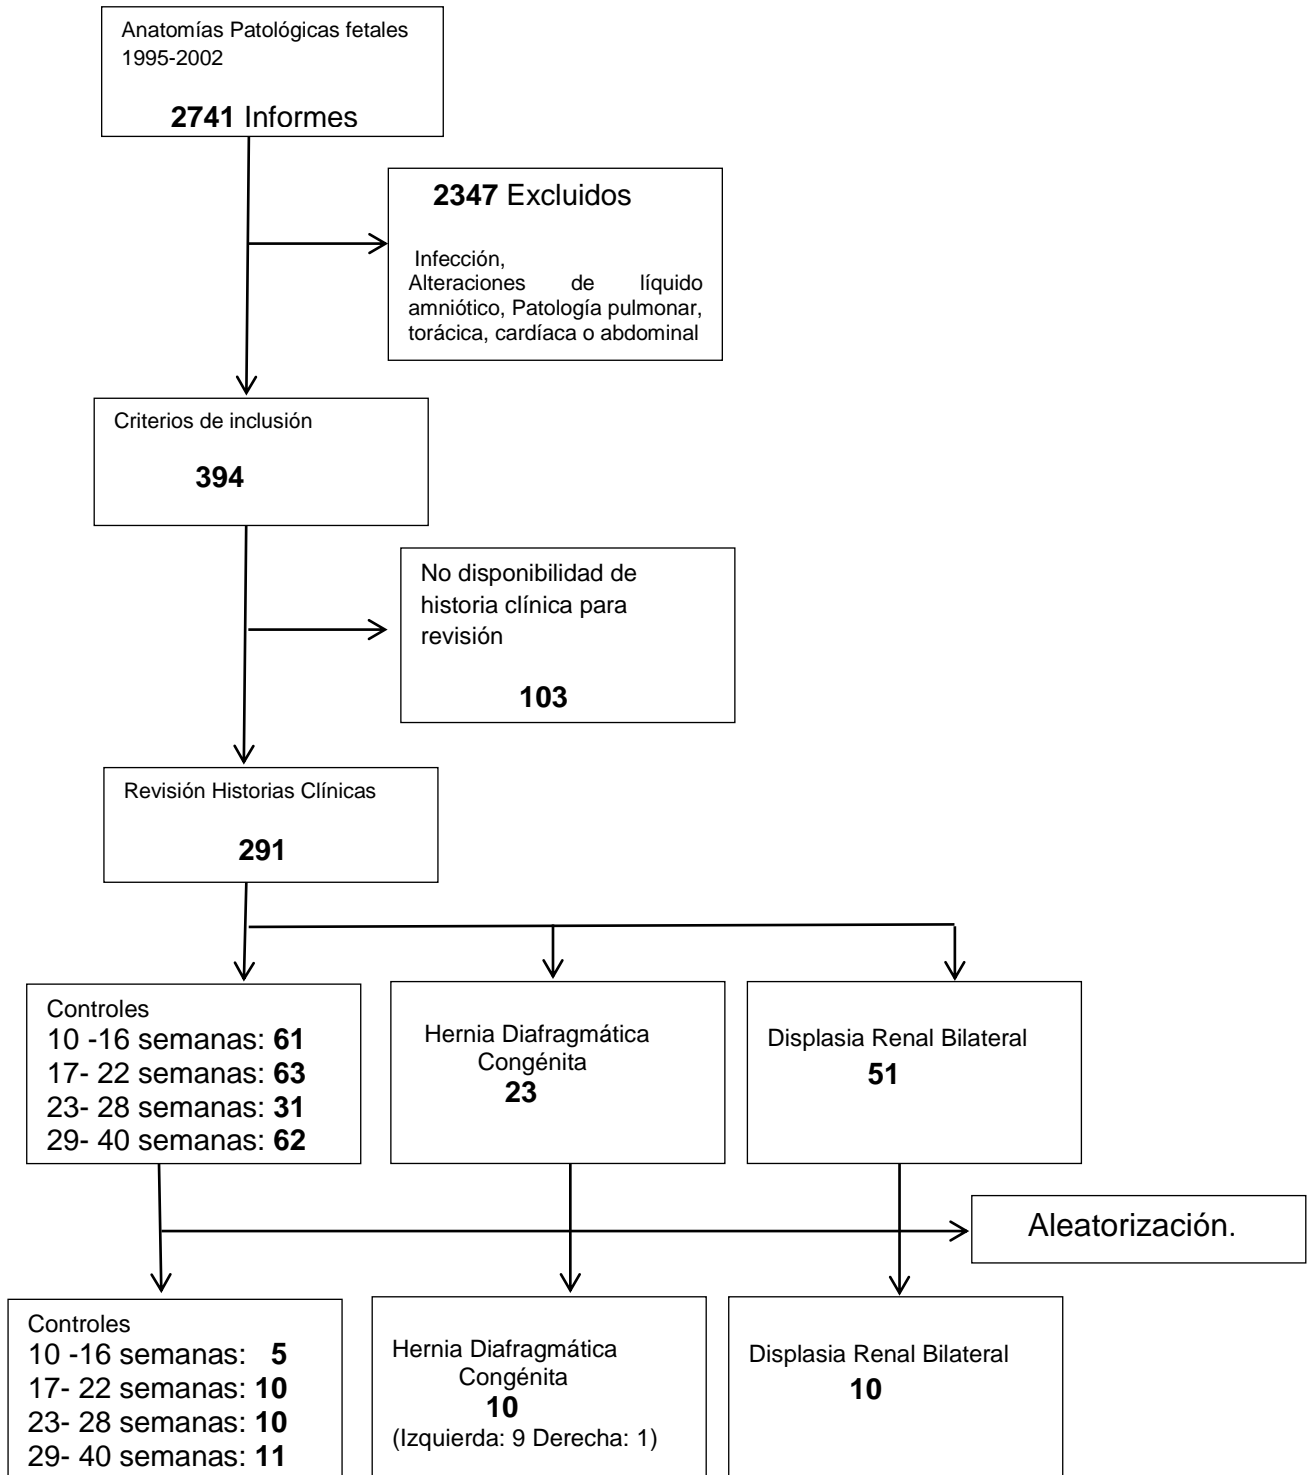 Anatomías Patológicas fetales
1995-2002
2741 Informes
2347 Excluidos
Infección,
Alteraciones de líquido
amniótico, Patología pulmonar,
torácica, cardíaca o abdominal
Criterios de inclusión
394
No disponibilidad de
historia clínica para
revisión
103
Revisión Historias Clínicas
291
Controles
10 -16 semanas: 61
17- 22 semanas: 63
23- 28 semanas: 31
29- 40 semanas: 62
Hernia Diafragmática
Congénita
23
Displasia Renal Bilateral
51
Aleatorización.
Controles
10 -16 semanas: 5
17- 22 semanas: 10
23- 28 semanas: 10
29- 40 semanas: 11
Hernia Diafragmática
Congénita
10
(Izquierda: 9 Derecha: 1)
Displasia Renal Bilateral
10